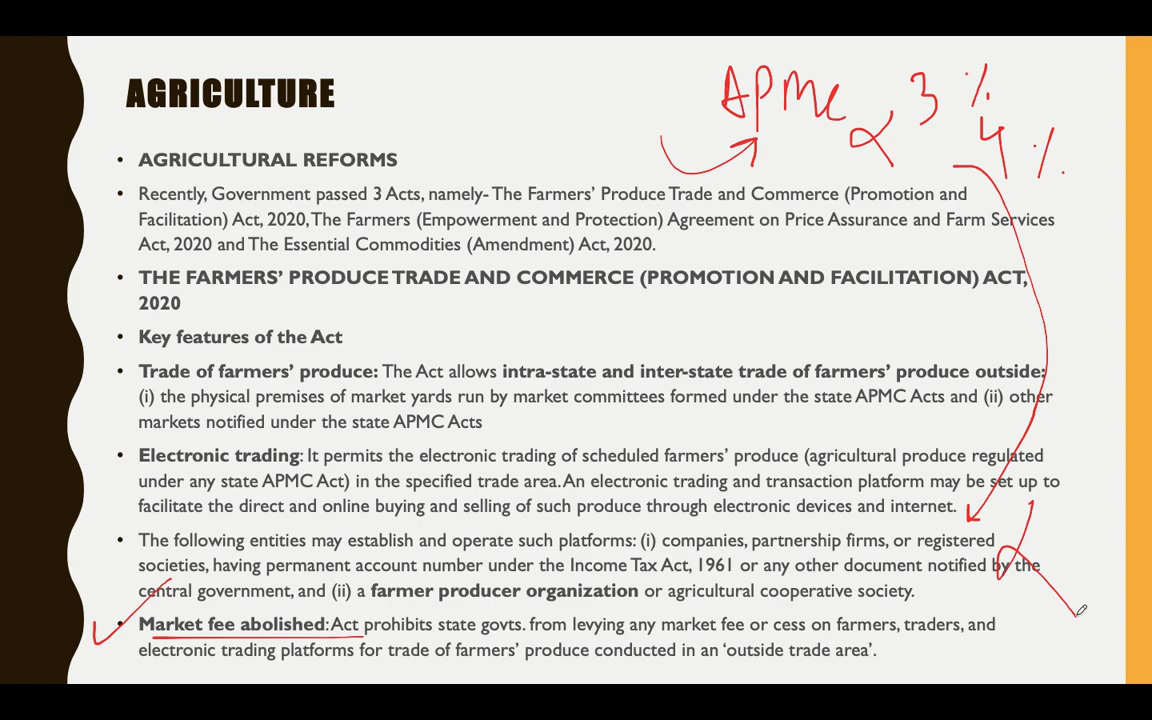 APMC 3 %
4 %
AGRICULTURE
• AGRICULTURAL REFORMS
• Recently, Government passed 3 Acts, namely- The Farmers’ Produce Trade and Commerce (Promotion and
Facilitation) Act, 2020, The Farmers (Empowerment and Protection) Agreement on Price Assurance and Farm Services
Act, 2020 and The Essential Commodities (Amendment) Act, 2020.
• THE FARMERS’ PRODUCE TRADE AND COMMERCE (PROMOTION AND FACILITATION) ACT,
2020
• Key features of the Act
• Trade of farmers’ produce: The Act allows intra-state and inter-state trade of farmers’ produce outside:
(i) the physical premises of market yards run by market committees formed under the state APMC Acts and (ii) other
markets notified under the state APMC Acts
• Electronic trading: It permits the electronic trading of scheduled farmers’ produce (agricultural produce regulated
under any state APMC Act) in the specified trade area. An electronic trading and transaction platform may be set up to
facilitate the direct and online buying and selling of such produce through electronic devices and internet.
• The following entities may establish and operate such platforms: (i) companies, partnership firms, or registered
societies, having permanent account number under the Income Tax Act, 1961 or any other document notified by the
central government, and (ii) a farmer producer organization or agricultural cooperative society.
• Market fee abolished: Act prohibits state govts. from levying any market fee or cess on farmers, traders, and
electronic trading platforms for trade of farmers’ produce conducted in an ‘outside trade area’.